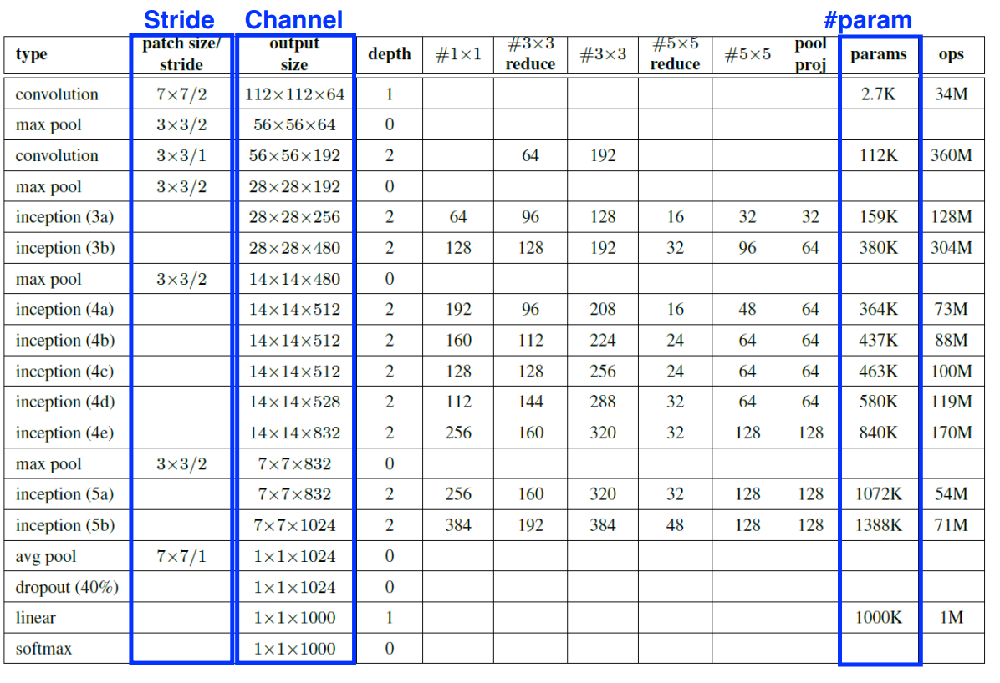 Stride Channel #param
type patch size/ stride output size depth #1×1 #3×3 reduce #3×3 #5×5 reduce #5×5 pool proj params ops
convolution 7×7/2 112×112×64 1 2.7K 34M
max pool 3×3/2 56×56×64 0
convolution 3×3/1 56×56×192 2 64 192 112K 360M
max pool 3×3/2 28×28×192 0
inception (3a) 28×28×256 2 64 96 128 16 32 32 159K 128M
inception (3b) 28×28×480 2 128 128 192 32 96 64 380K 304M
max pool 3×3/2 14×14×480 0
inception (4a) 14×14×512 2 192 96 208 16 48 64 364K 73M
inception (4b) 14×14×512 2 160 112 224 24 64 64 437K 88M
inception (4c) 14×14×512 2 128 128 256 24 64 64 463K 100M
inception (4d) 14×14×528 2 112 144 288 32 64 64 580K 119M
inception (4e) 14×14×832 2 256 160 320 32 128 128 840K 170M
max pool 3×3/2 7×7×832 0
inception (5a) 7×7×832 2 256 160 320 32 128 128 1072K 54M
inception (5b) 7×7×1024 2 384 192 384 48 128 128 1388K 71M
avg pool 7×7/1 1×1×1024 0
dropout (40%) 1×1×1024 0
linear 1×1×1000 1 1000K 1M
softmax 1×1×1000 0